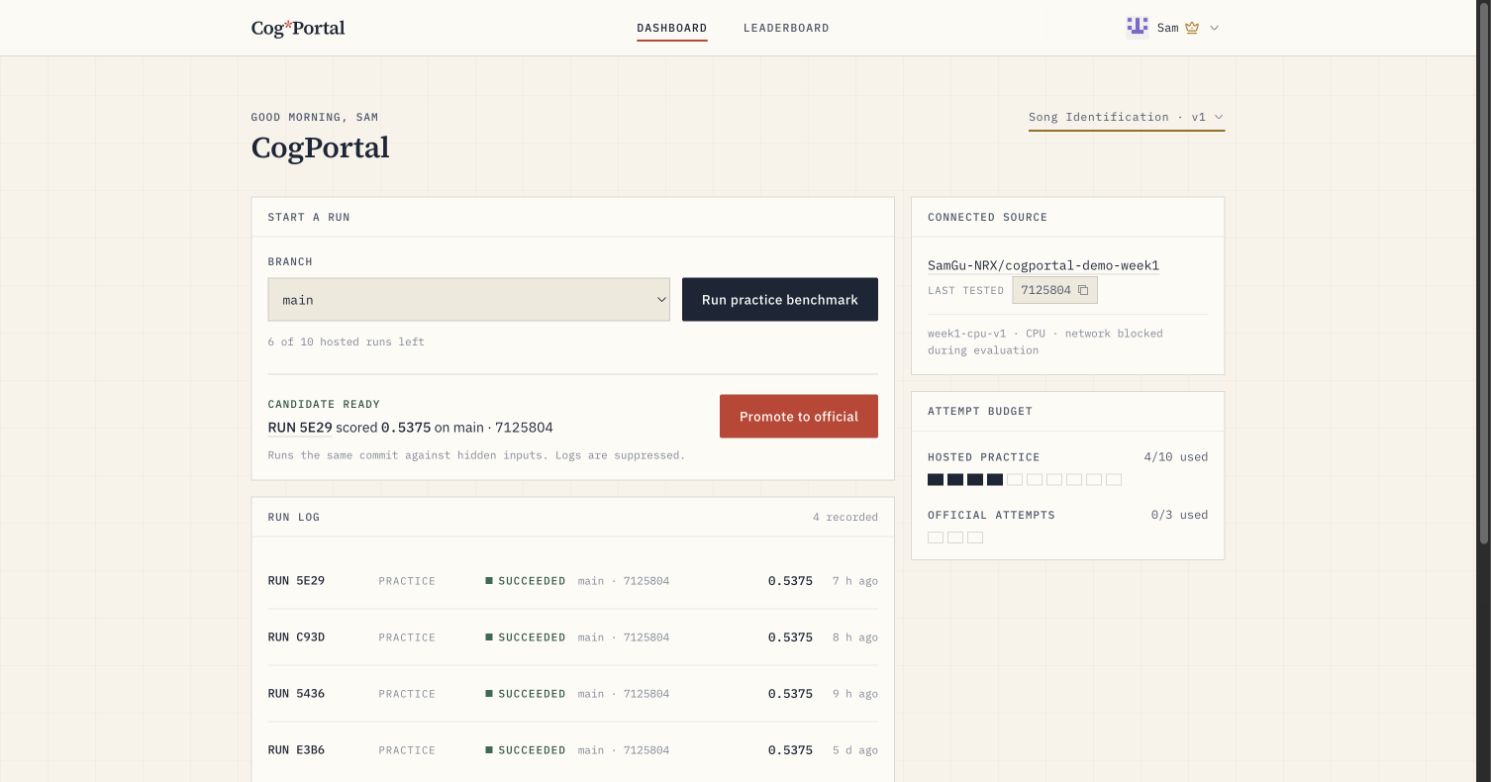 Cog*Portal
DASHBOARD
LEADERBOARD
Sam
GOOD MORNING, SAM
CogPortal
Song Identification · v1
START A RUN
BRANCH
main
Run practice benchmark
6 of 10 hosted runs left
CANDIDATE READY
RUN 5E29 scored 0.5375 on main · 7125804
Promote to official
Runs the same commit against hidden inputs. Logs are suppressed.
CONNECTED SOURCE
SamGu-NRX/cogportal-demo-week1
LAST TESTED 7125804
week1-cpu-v1 · CPU · network blocked
during evaluation
ATTEMPT BUDGET
HOSTED PRACTICE 4/10 used
OFFICIAL ATTEMPTS 0/3 used
RUN LOG 4 recorded
RUN 5E29 PRACTICE SUCCEEDED main · 7125804 0.5375 7 h ago
RUN C93D PRACTICE SUCCEEDED main · 7125804 0.5375 8 h ago
RUN 5436 PRACTICE SUCCEEDED main · 7125804 0.5375 9 h ago
RUN E3B6 PRACTICE SUCCEEDED main · 7125804 0.5375 5 d ago